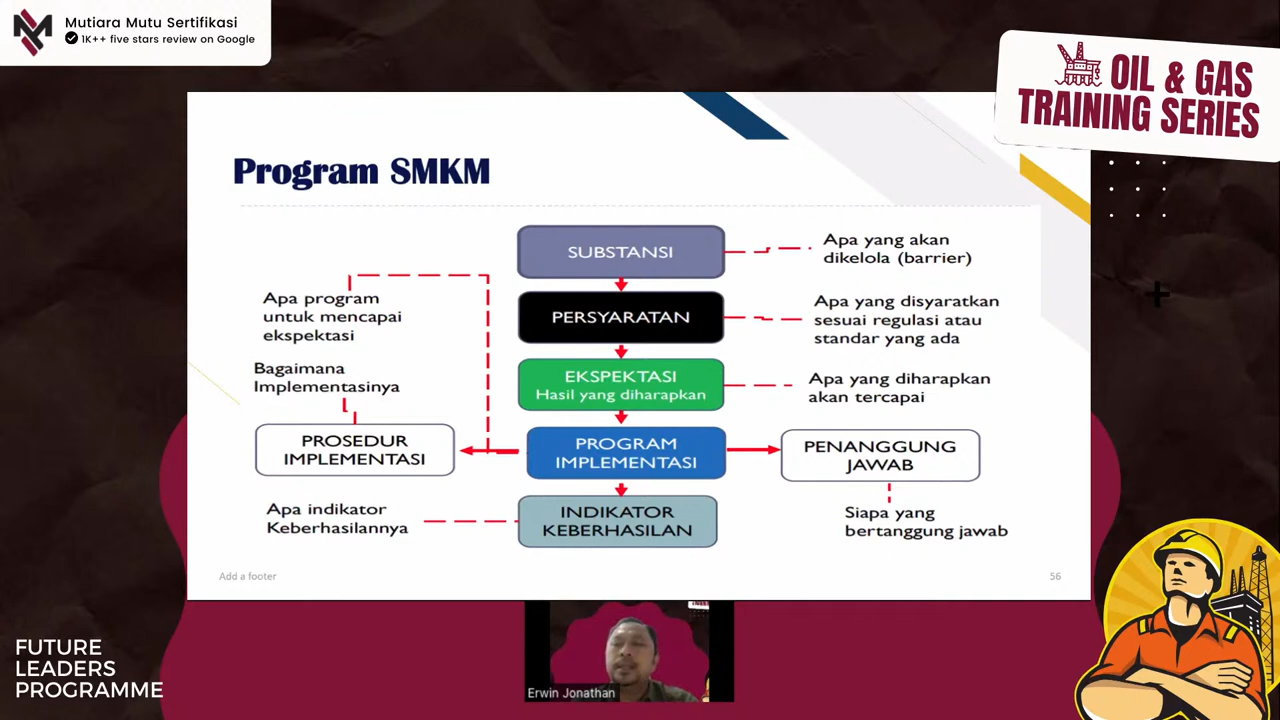 Mutiara Mutu Sertifikasi
1K++ five stars review on Google
OIL & GAS
TRAINING SERIES
Program SMKM
SUBSTANSI
Apa yang akan
dikelola (barrier)
PERSYARATAN
Apa yang disyaratkan
sesuai regulasi atau
standar yang ada
Apa program
untuk mencapai
ekspektasi
EKSPEKTASI
Hasil yang diharapkan
Apa yang diharapkan
akan tercapai
Bagaimana
Implementasinya
PROSEDUR
IMPLEMENTASI
PROGRAM
IMPLEMENTASI
PENANGGUNG
JAWAB
Apa indikator
Keberhasilannya
INDIKATOR
KEBERHASILAN
Siapa yang
bertanggung jawab
Add a footer
56
Erwin Jonathan
FUTURE
LEADERS
PROGRAMME